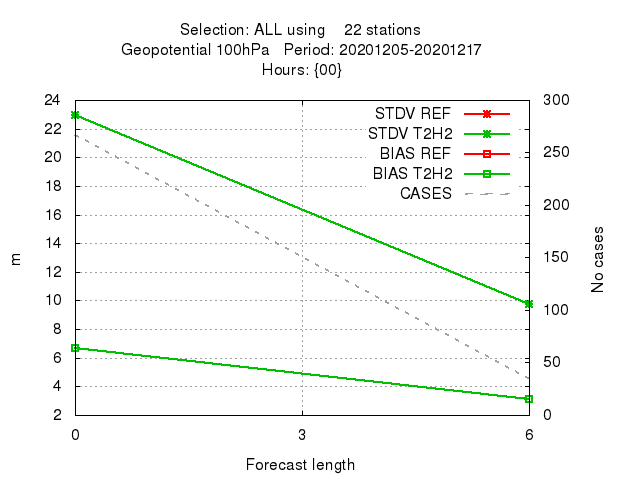 Selection: ALL using    22 stations
Geopotential 100hPa   Period: 20201205-20201217
Hours: {00}
STDV REF
STDV T2H2
BIAS REF
BIAS T2H2
CASES
24
22
20
18
16
14
12
10
8
6
4
2
300
250
200
150
100
50
0
m
No cases
0
3
6
Forecast length